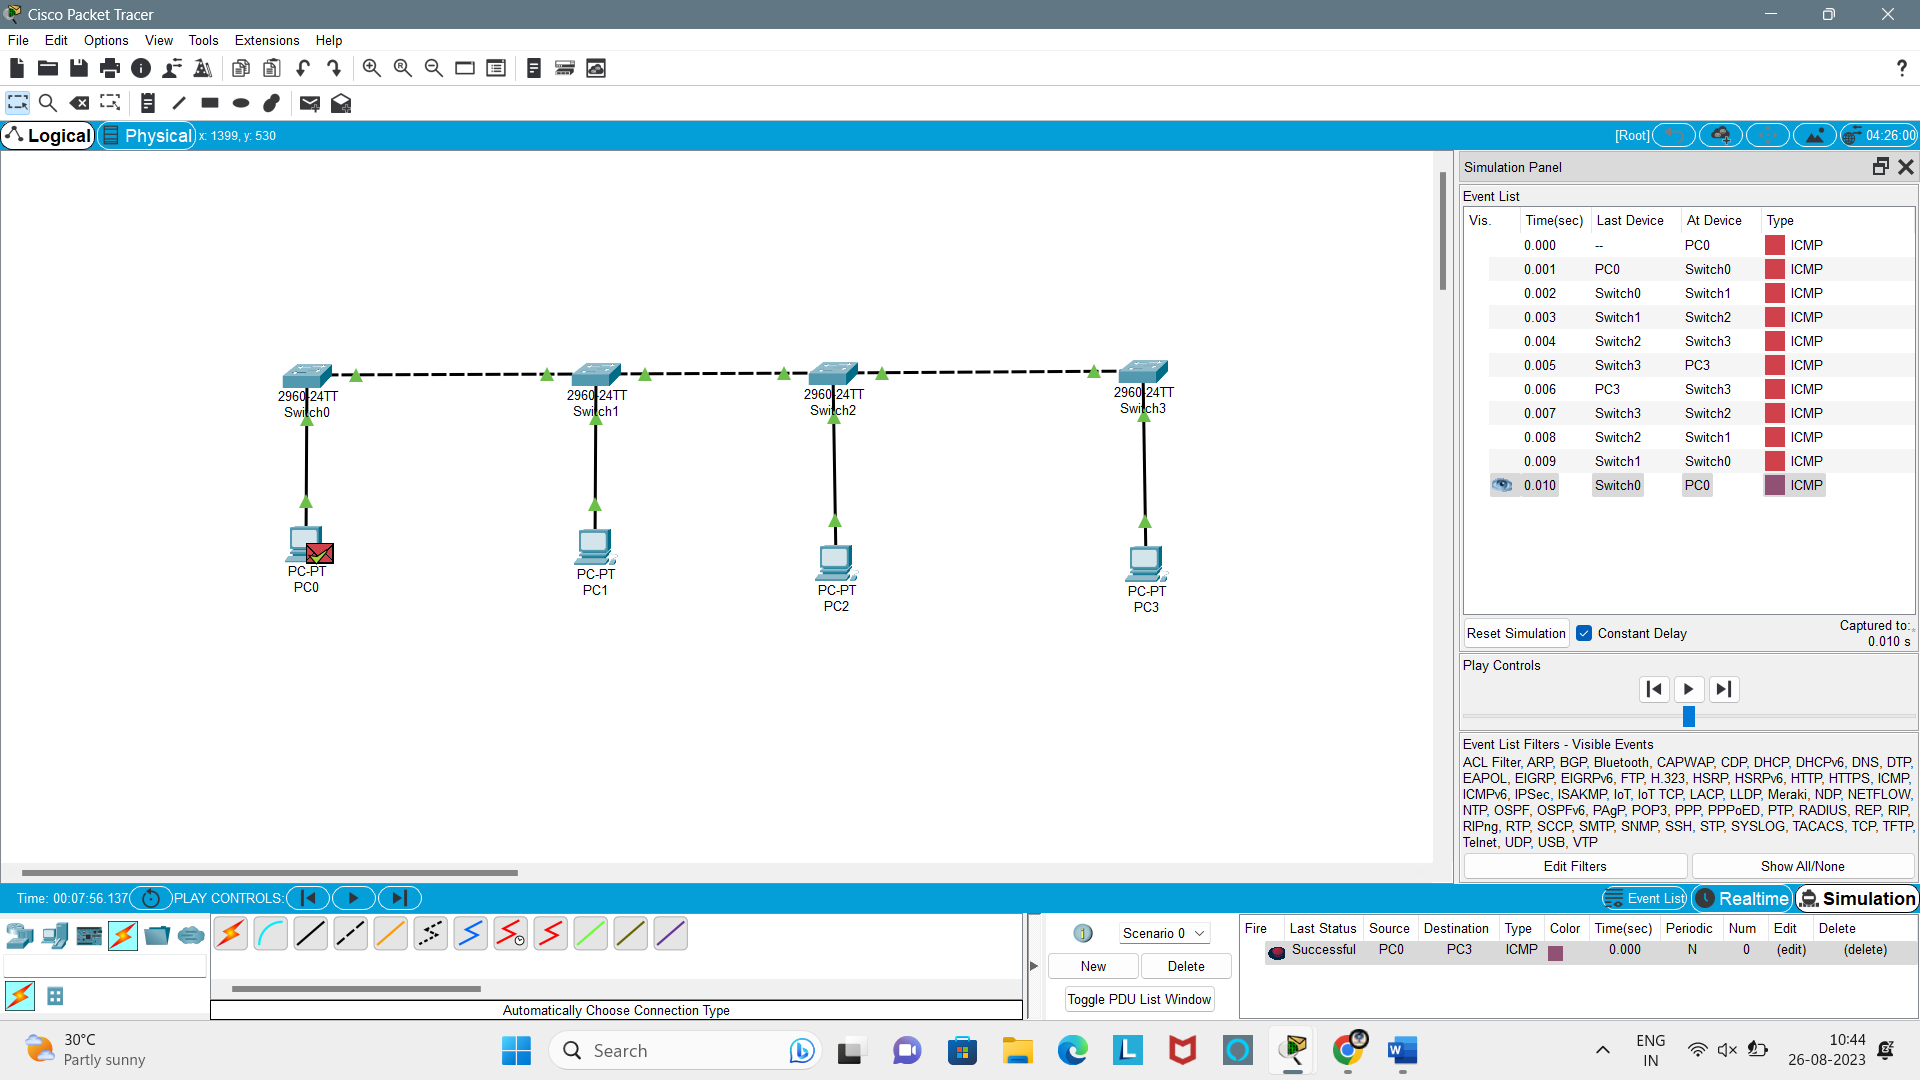 Cisco Packet Tracer
File Edit Options View Tools Extensions Help
Logical Physical x: 1399, y: 530 [Root] 04:26:00
2960-24TT
Switch0
2960-24TT
Switch1
2960-24TT
Switch2
2960-24TT
Switch3
PC-PT
PC0
PC-PT
PC1
PC-PT
PC2
PC-PT
PC3
Simulation Panel
Event List
Vis. Time(sec) Last Device At Device Type
0.000 -- PC0 ICMP
0.001 PC0 Switch0 ICMP
0.002 Switch0 Switch1 ICMP
0.003 Switch1 Switch2 ICMP
0.004 Switch2 Switch3 ICMP
0.005 Switch3 PC3 ICMP
0.006 PC3 Switch3 ICMP
0.007 Switch3 Switch2 ICMP
0.008 Switch2 Switch1 ICMP
0.009 Switch1 Switch0 ICMP
0.010 Switch0 PC0 ICMP
Reset Simulation Constant Delay Captured to:
0.010 s
Play Controls
Event List Filters - Visible Events
ACL Filter, ARP, BGP, Bluetooth, CAPWAP, CDP, DHCP, DHCPv6, DNS, DTP,
EAPOL, EIGRP, EIGRPv6, FTP, H.323, HSRP, HSRPv6, HTTP, HTTPS, ICMP,
ICMPv6, IPSec, ISAKMP, IoT, IoT TCP, LACP, LLDP, Meraki, NDP, NETFLOW,
NTP, OSPF, OSPFv6, PAgP, POP3, PPP, PPPoED, PTP, RADIUS, REP, RIP,
RIPng, RTP, SCCP, SMTP, SNMP, SSH, STP, SYSLOG, TACACS, TCP, TFTP,
Telnet, UDP, USB, VTP
Edit Filters Show All/None
Time: 00:07:56.137 PLAY CONTROLS: Event List Realtime Simulation
Automatically Choose Connection Type
Scenario 0
New Delete
Toggle PDU List Window
Fire Last Status Source Destination Type Color Time(sec) Periodic Num Edit Delete
Successful PC0 PC3 ICMP 0.000 N 0 (edit) (delete)
30°C
Partly sunny
Search
ENG
IN
10:44
26-08-2023